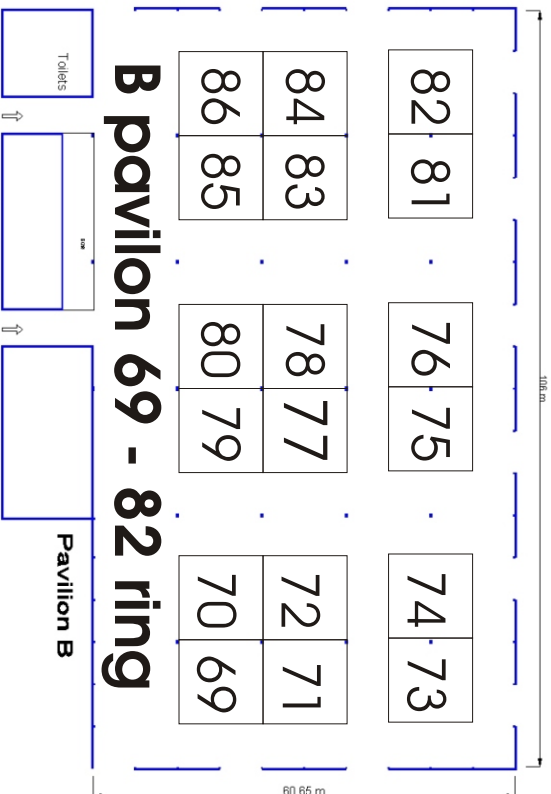 106 m
82 81 76 75 74 73
84 83 78 77 72 71
86 85 80 79 70 69
B pavilon 69 - 82 ring
Toilets
Pavilion B
60,65 m